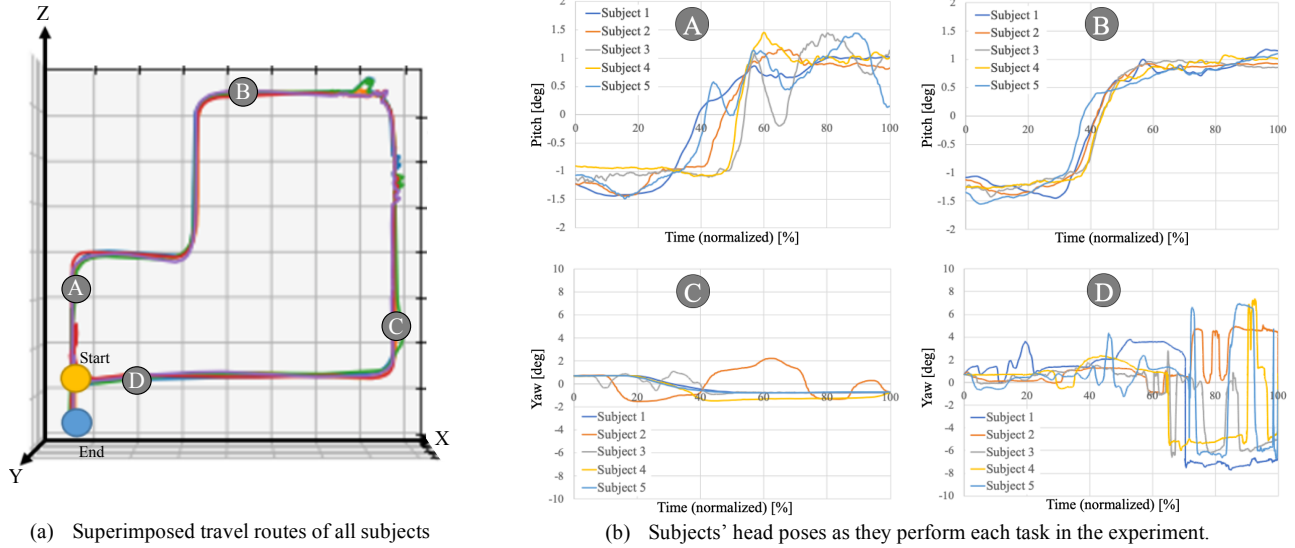 Z
B
A
C
Start
D
X
End
Y
(a) Superimposed travel routes of all subjects
2
1.5
1
0.5
0
-0.5
-1
-1.5
-2
Pitch [deg]
Subject 1
Subject 2
Subject 3
Subject 4
Subject 5
A
0 20 40 60 80 100
Time (normalized) [%]
2
1.5
1
0.5
0
-0.5
-1
-1.5
-2
Pitch [deg]
Subject 1
Subject 2
Subject 3
Subject 4
Subject 5
B
0 20 40 60 80 100
Time (normalized) [%]
10
8
6
4
2
0
-2
-4
-6
-8
-10
Yaw [deg]
C
0 20 40 60 80 100
Subject 1
Subject 2
Subject 3
Subject 4
Subject 5
Time (normalized) [%]
10
8
6
4
2
0
-2
-4
-6
-8
-10
Yaw [deg]
D
0 20 40 60 80 100
Subject 1
Subject 2
Subject 3
Subject 4
Subject 5
Time (normalized) [%]
(b) Subjects’ head poses as they perform each task in the experiment.